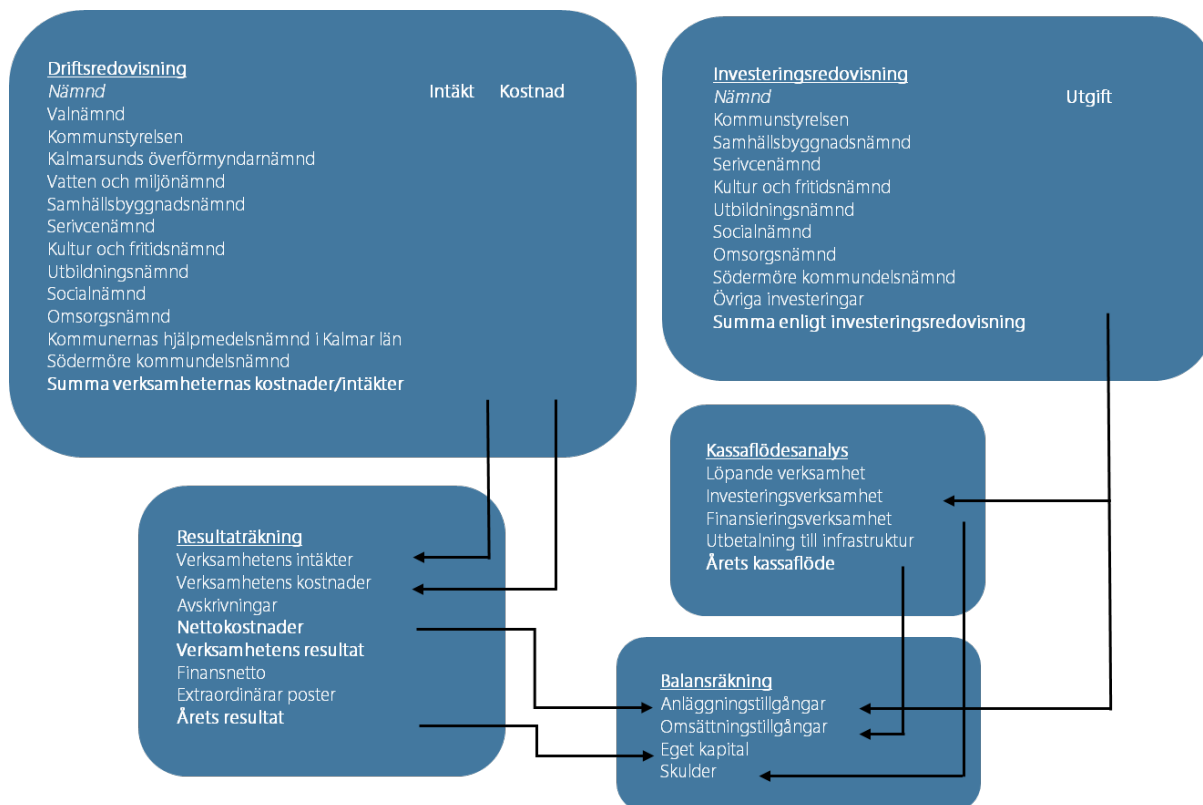 Driftsredovisning
Nämnd Intäkt Kostnad
Valnämnd
Kommunstyrelsen
Kalmarsunds överförmyndarnämnd
Vatten och miljönämnd
Samhällsbyggnadsnämnd
Serivcenämnd
Kultur och fritidsnämnd
Utbildningsnämnd
Socialnämnd
Omsorgsnämnd
Kommunernas hjälpmedelsnämnd i Kalmar län
Södermöre kommundelsnämnd
Summa verksamheternas kostnader/intäkter
Investeringsredovisning
Nämnd Utgift
Kommunstyrelsen
Samhällsbyggnadsnämnd
Serivcenämnd
Kultur och fritidsnämnd
Utbildningsnämnd
Socialnämnd
Omsorgsnämnd
Södermöre kommundelsnämnd
Övriga investeringar
Summa enligt investeringsredovisning
Kassaflödesanalys
Löpande verksamhet
Investeringsverksamhet
Finansieringsverksamhet
Utbetalning till infrastruktur
Årets kassaflöde
Resultaträkning
Verksamhetens intäkter
Verksamhetens kostnader
Avskrivningar
Nettokostnader
Verksamhetens resultat
Finansnetto
Extraordinärar poster
Årets resultat
Balansräkning
Anläggningstillgångar
Omsättningstillgångar
Eget kapital
Skulder